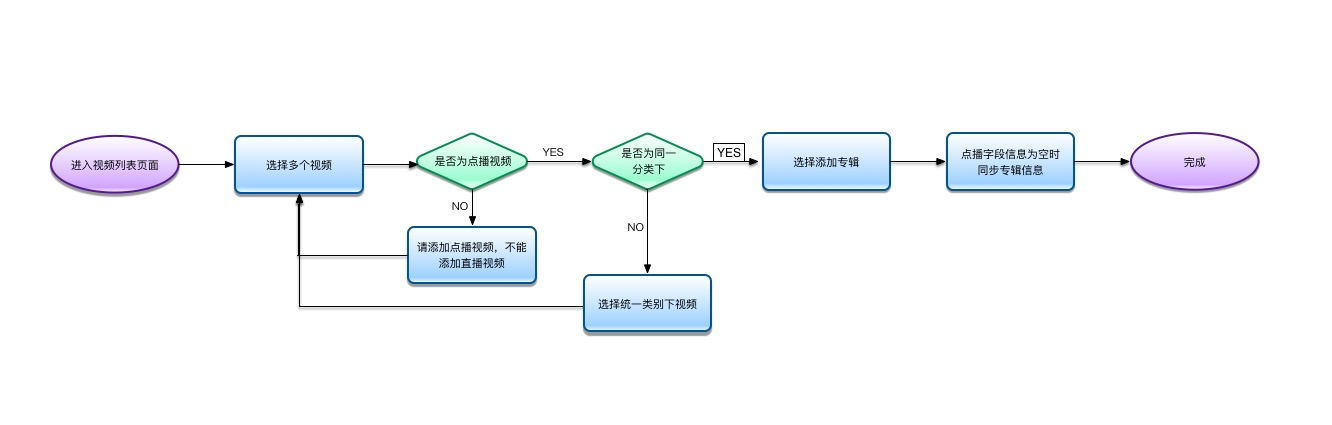 进入视频列表页面
选择多个视频
是否为点播视频
YES
是否为同一
分类下
YES
选择添加专辑
点播字段信息为空时
同步专辑信息
完成
NO
请添加点播视频，不能
添加直播视频
NO
选择统一类别下视频